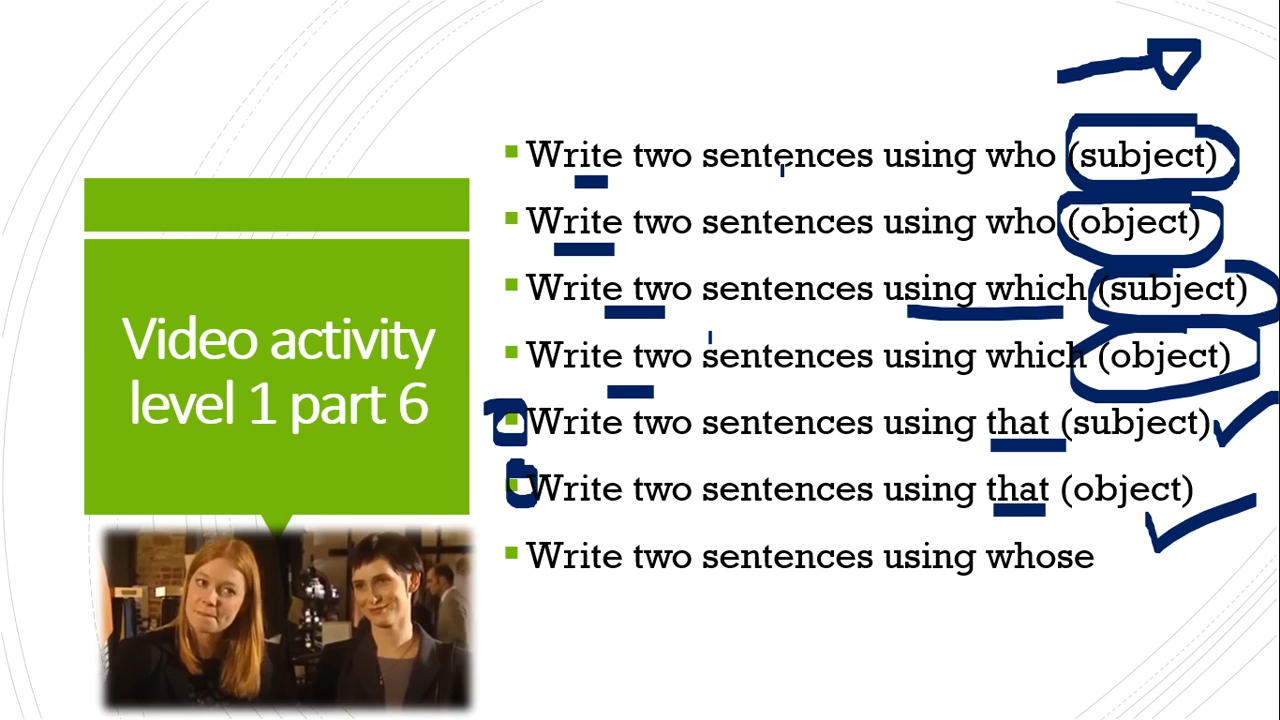 Video activity
level 1 part 6
Write two sentences using who (subject)
Write two sentences using who (object)
Write two sentences using which (subject)
Write two sentences using which (object)
Write two sentences using that (subject)
Write two sentences using that (object)
Write two sentences using whose